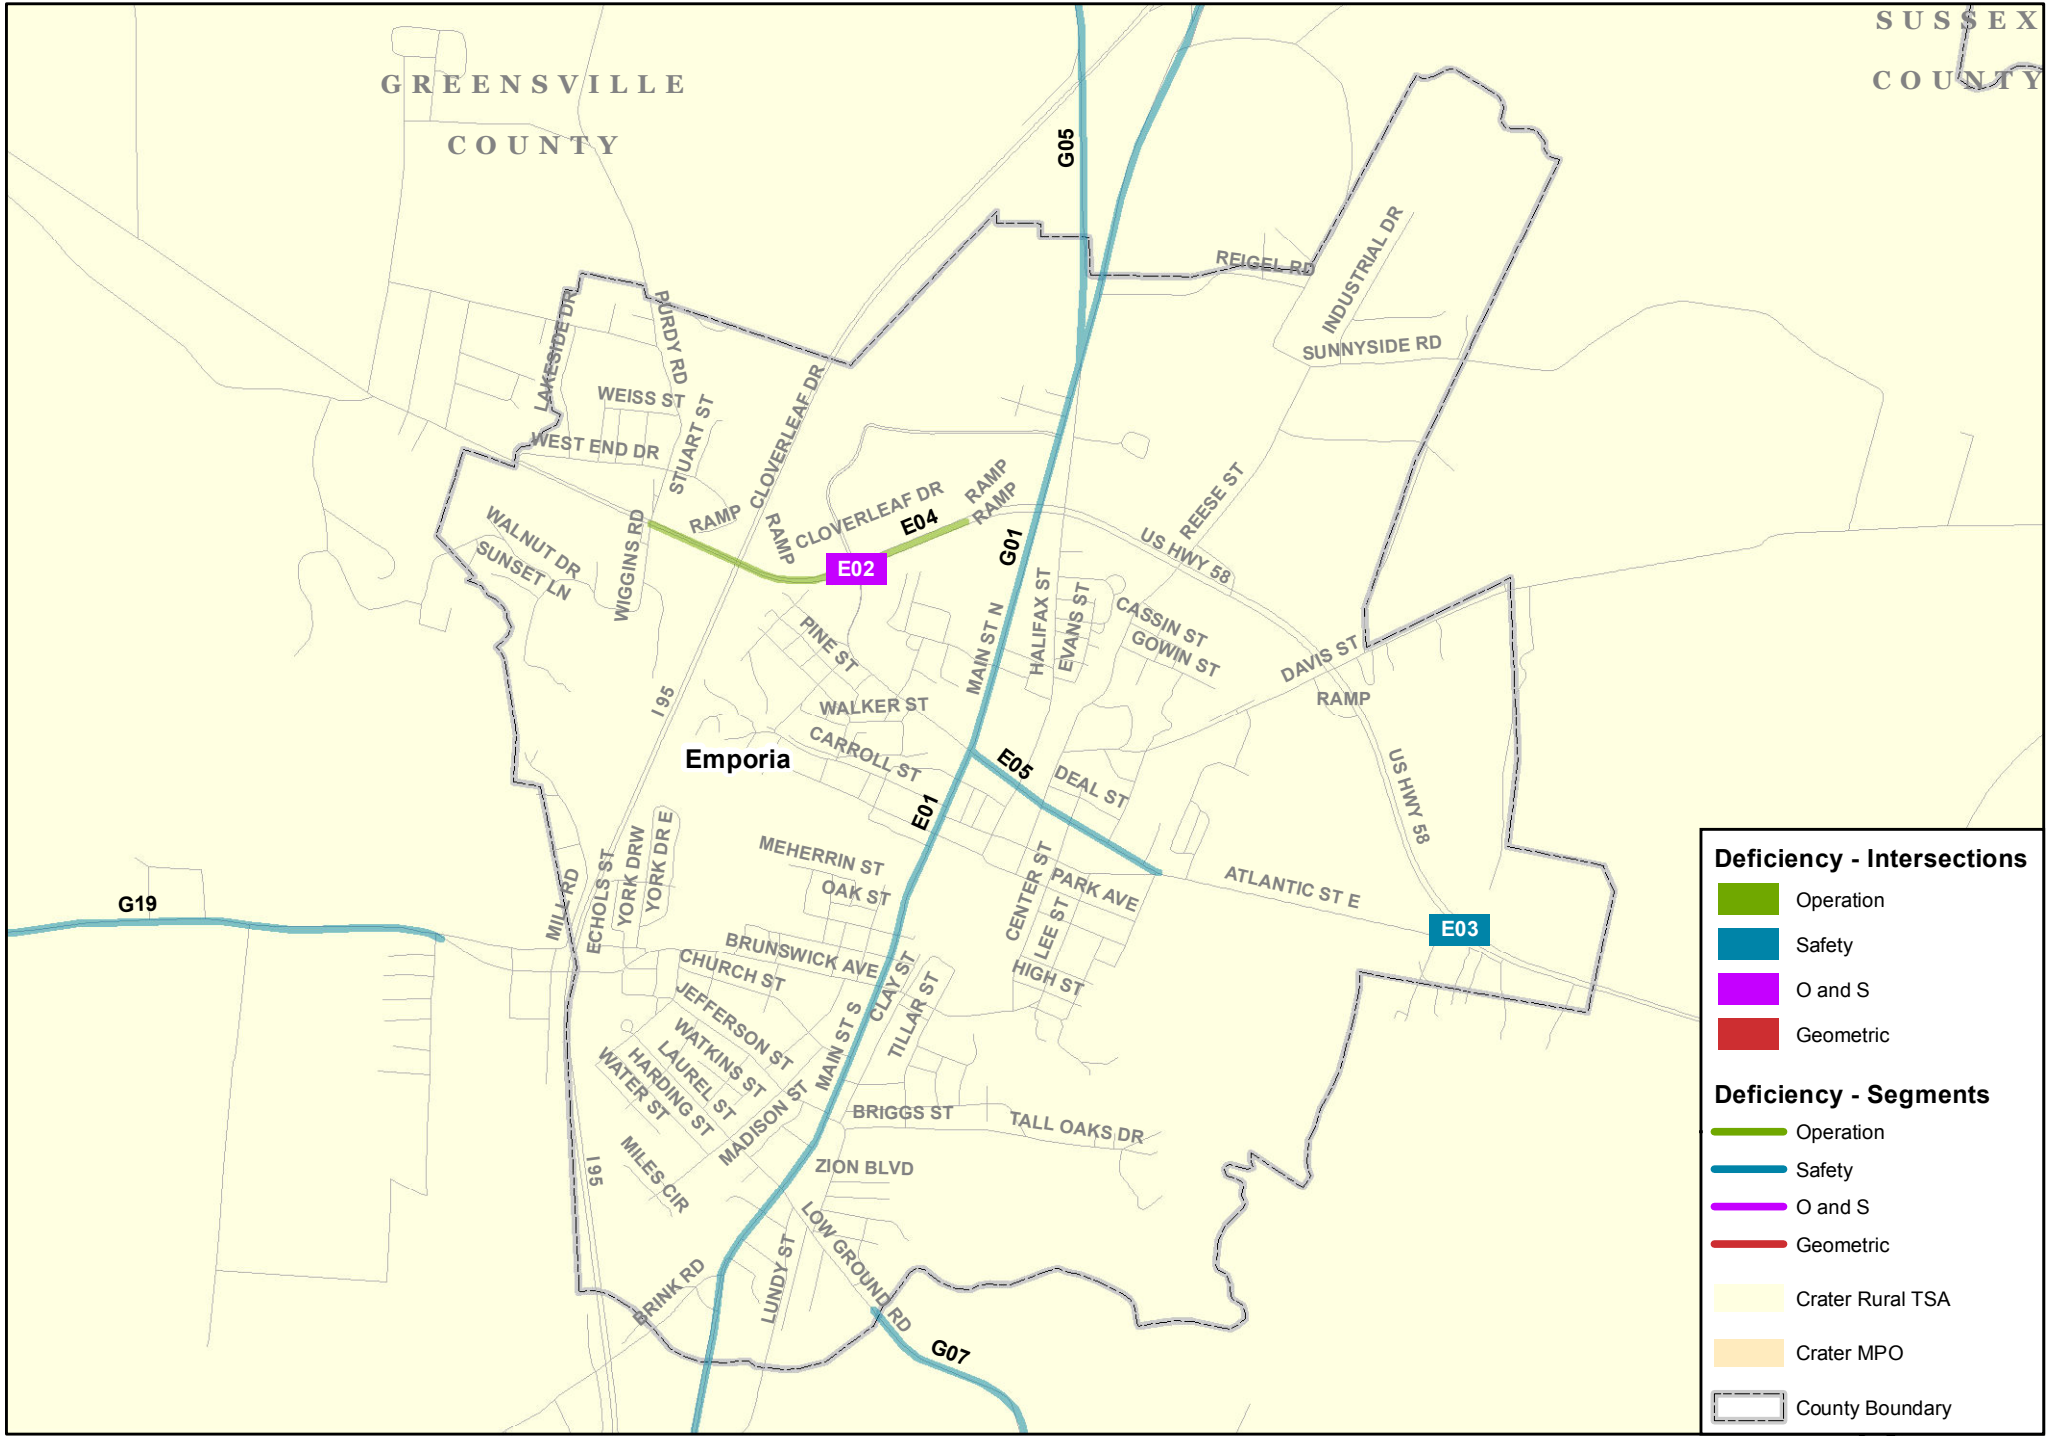 SUSSEX
COUNTY
GREENSVILLE
COUNTY
G05
REIGEL RD
INDUSTRIAL DR
SUNNYSIDE RD
LAKESIDE DR
PURDY RD
WEISS ST
STUART ST
WEST END DR
CLOVERLEAF DR
RAMP
RAMP
CLOVERLEAF DR
E04
RAMP
RAMP
E02
G01
REESE ST
US HWY 58
WALNUT DR
SUNSET LN
WIGGINS RD
PINE ST
MAIN ST N
HALIFAX ST
EVANS ST
CASSIN ST
GOWIN ST
DAVIS ST
RAMP
I 95
WALKER ST
CARROLL ST
Emporia
E05
DEAL ST
US HWY 58
E01
MEHERRIN ST
OAK ST
YORK DRW
YORK DR E
ECHOLS ST
MILL RD
G19
CENTER ST
PARK AVE
LEE ST
HIGH ST
ATLANTIC ST E
E03
BRUNSWICK AVE
CHURCH ST
CLAY ST
TILLAR ST
JEFFERSON ST
WATKINS ST
LAUREL ST
HARDING ST
WATER ST
MADISON ST
MAIN ST S
BRIGGS ST
TALL OAKS DR
MILES CIR
I 95
ZION BLVD
LOW GROUND RD
LUNDY ST
BRINK RD
G07
Deficiency - Intersections
Operation
Safety
O and S
Geometric
Deficiency - Segments
Operation
Safety
O and S
Geometric
Crater Rural TSA
Crater MPO
County Boundary